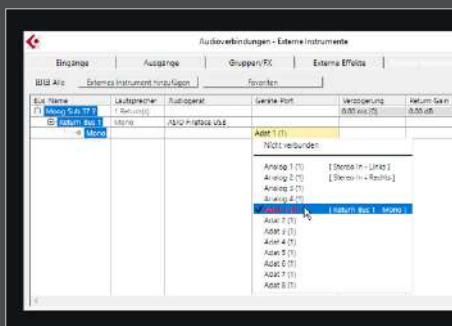 Audioverbindungen - Externe Instrumente
Eingänge Ausgänge Gruppen/FX Externe Effekte
Alle Externes Instrument hinzufügen Favoriten
Bus Name Lautsprecher Audiogerät Geräte-Port Verzögerung Return-Gain
Moog Sub 37 2 1 Return(s) 0.00 ms 0.00 dB
Return Bus 1 Mono ASIO Fireface USB
Mono Adat 1 (1)
Nicht verbunden
Analog 1 (1) [ Stereo In - Links ]
Analog 2 (1) [ Stereo In - Rechts ]
Analog 3 (1)
Analog 4 (1)
[ Return Bus 1 - Mono ]
Adat 2 (1)
Adat 3 (1)
Adat 4 (1)
Adat 5 (1)
Adat 6 (1)
Adat 7 (1)
Adat 8 (1)